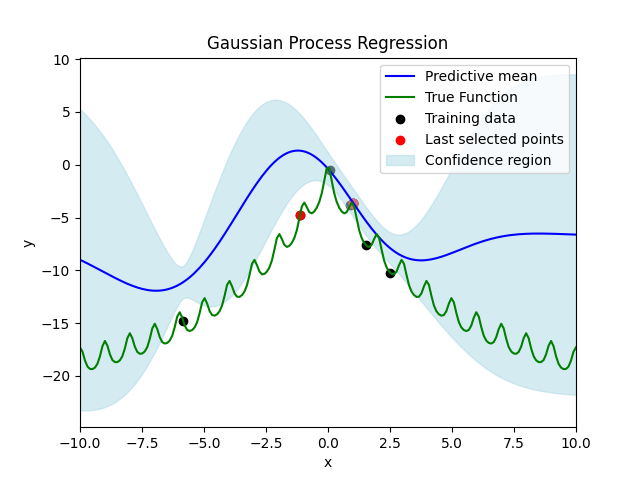 Gaussian Process Regression
10
5
0
−5
−10
−15
−20
y
−10.0 −7.5 −5.0 −2.5 0.0 2.5 5.0 7.5 10.0
x
Predictive mean
True Function
Training data
Last selected points
Confidence region